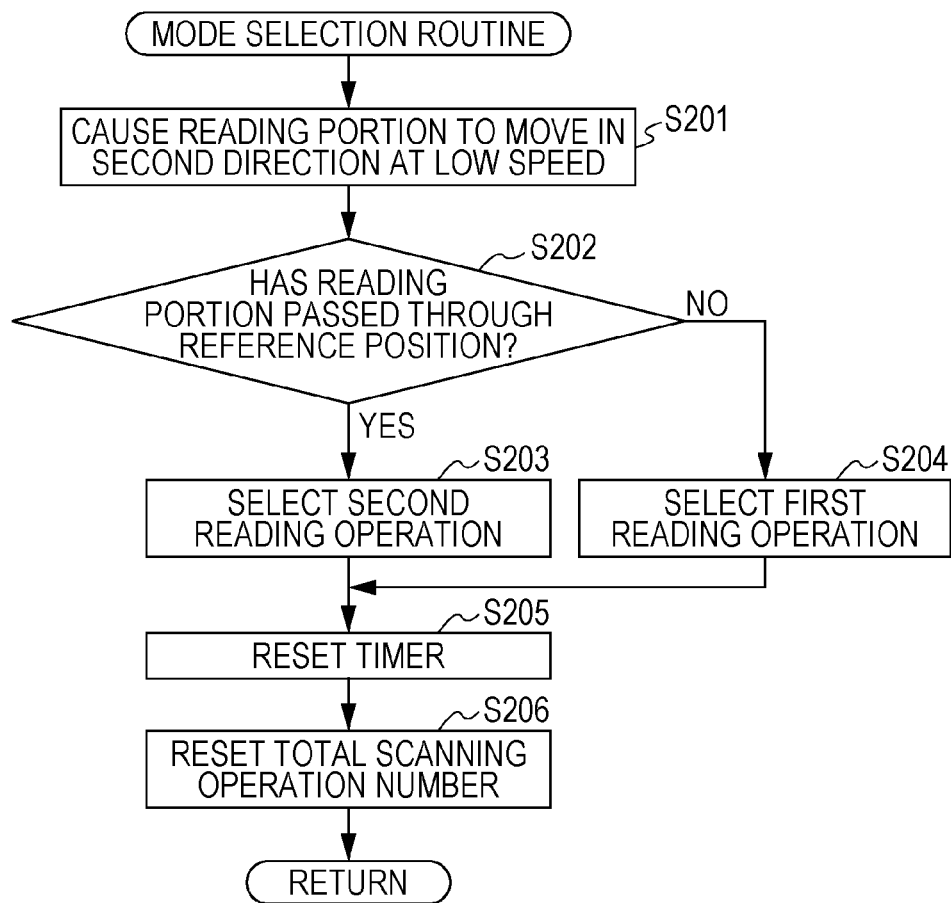 MODE SELECTION ROUTINE
CAUSE READING PORTION TO MOVE IN
SECOND DIRECTION AT LOW SPEED
S201
S202
HAS READING
PORTION PASSED THROUGH
REFERENCE POSITION?
NO
YES
S203
SELECT SECOND
READING OPERATION
S204
SELECT FIRST
READING OPERATION
S205
RESET TIMER
S206
RESET TOTAL SCANNING
OPERATION NUMBER
RETURN